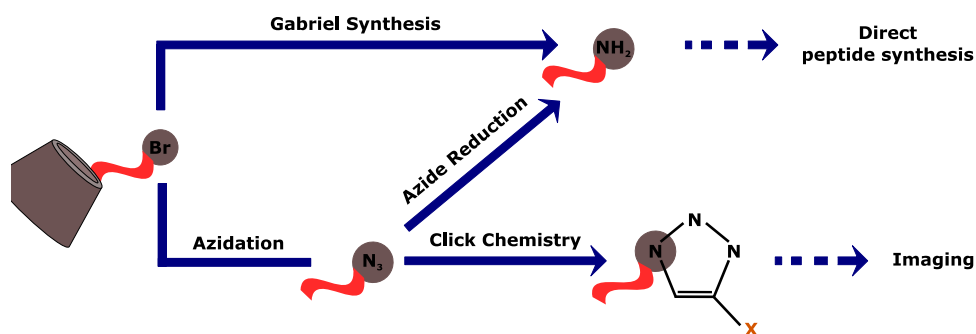 Gabriel Synthesis
NH₂
Direct
peptide synthesis
Br
Azide Reduction
Azidation
N₃
Click Chemistry
N
N
N
X
Imaging